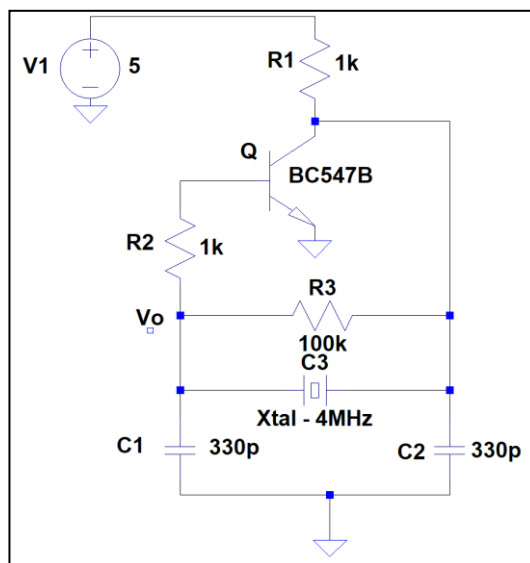 R1
V1
5
1k
Q
BC547B
R2
1k
R3
Vo
100k
C3
Xtal - 4MHz
C1
330p
C2
330p